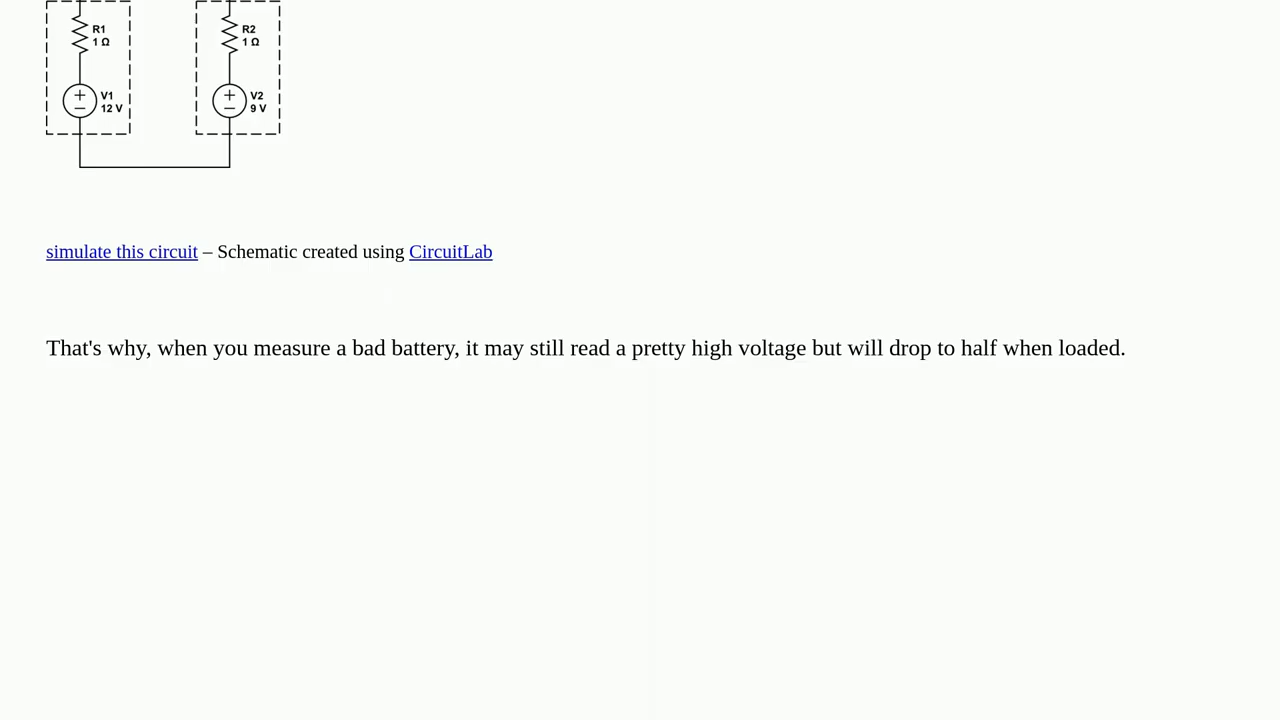 R1
1 Ω
R2
1 Ω
V1
12 V
V2
9 V
simulate this circuit – Schematic created using CircuitLab
That's why, when you measure a bad battery, it may still read a pretty high voltage but will drop to half when loaded.